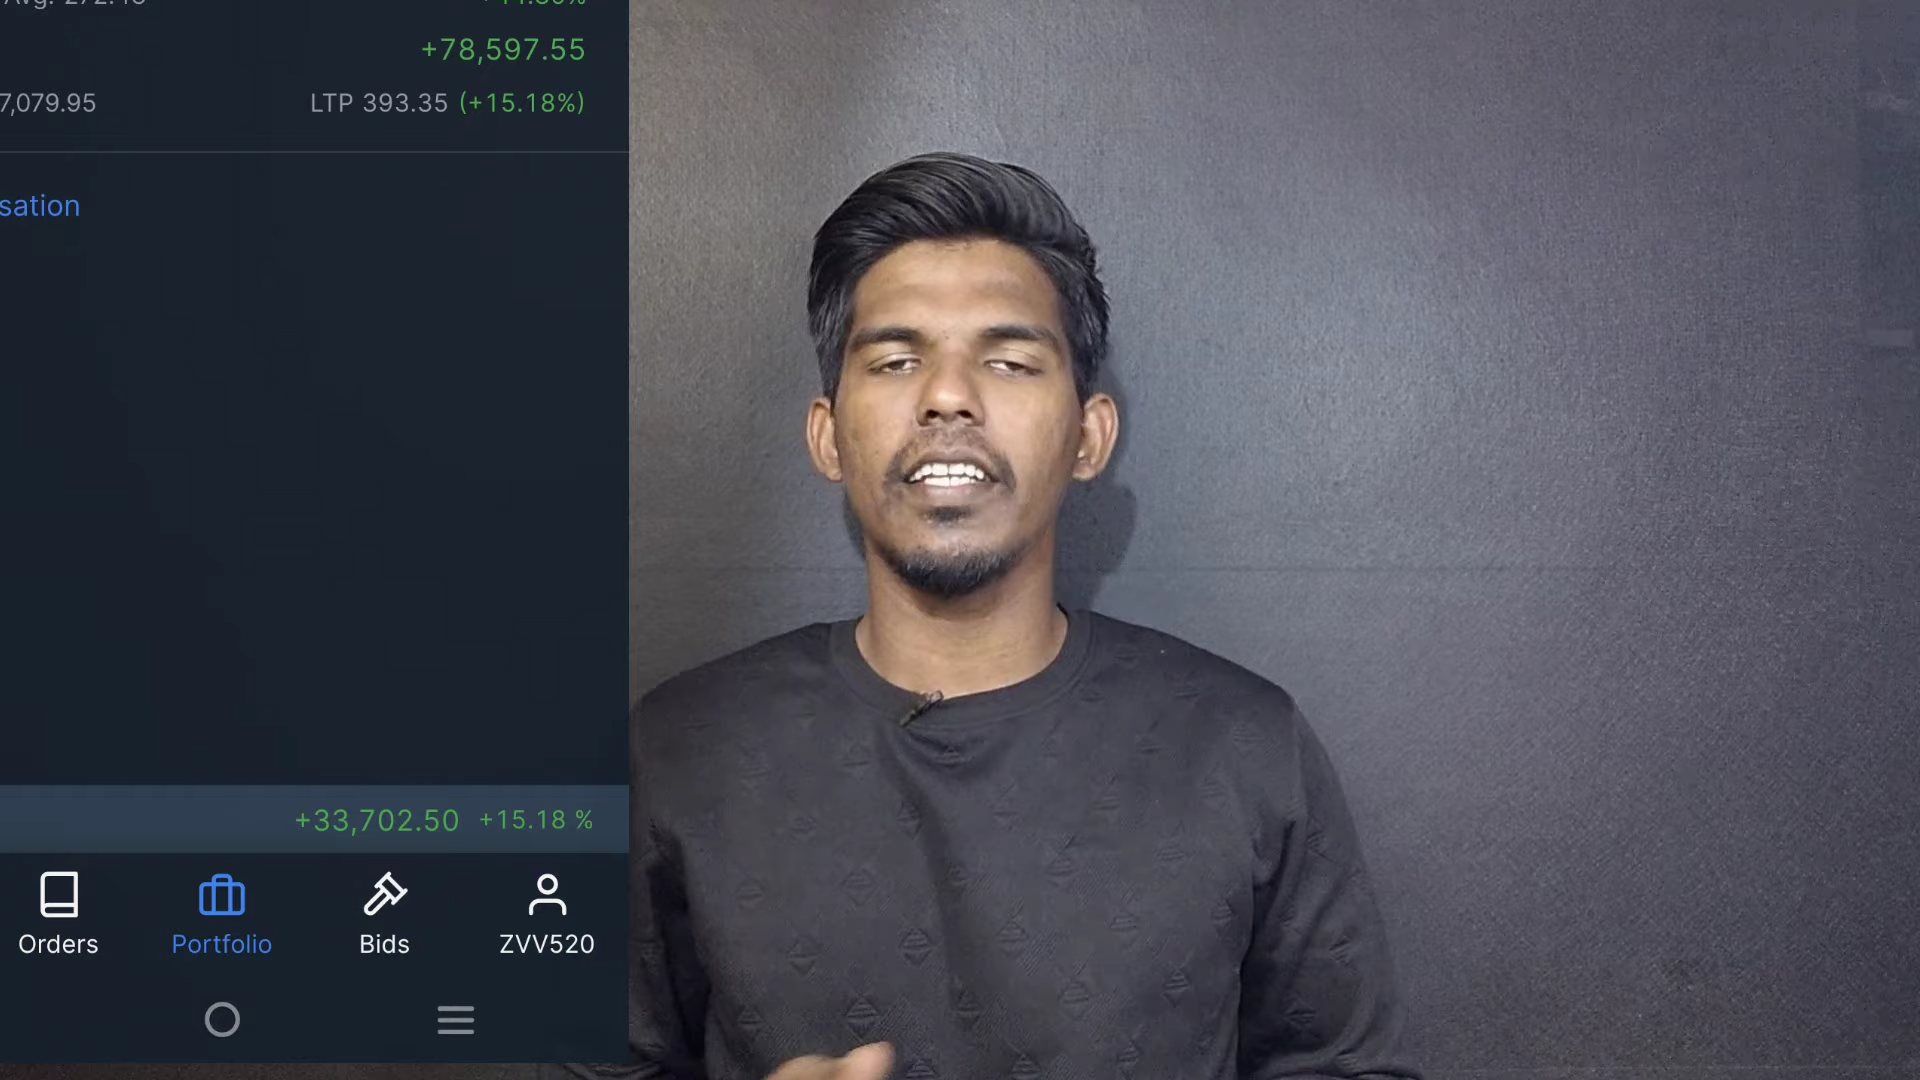 +78,597.55
7,079.95 LTP 393.35 (+15.18%)
sation
+33,702.50 +15.18 %
Orders Portfolio Bids ZVV520